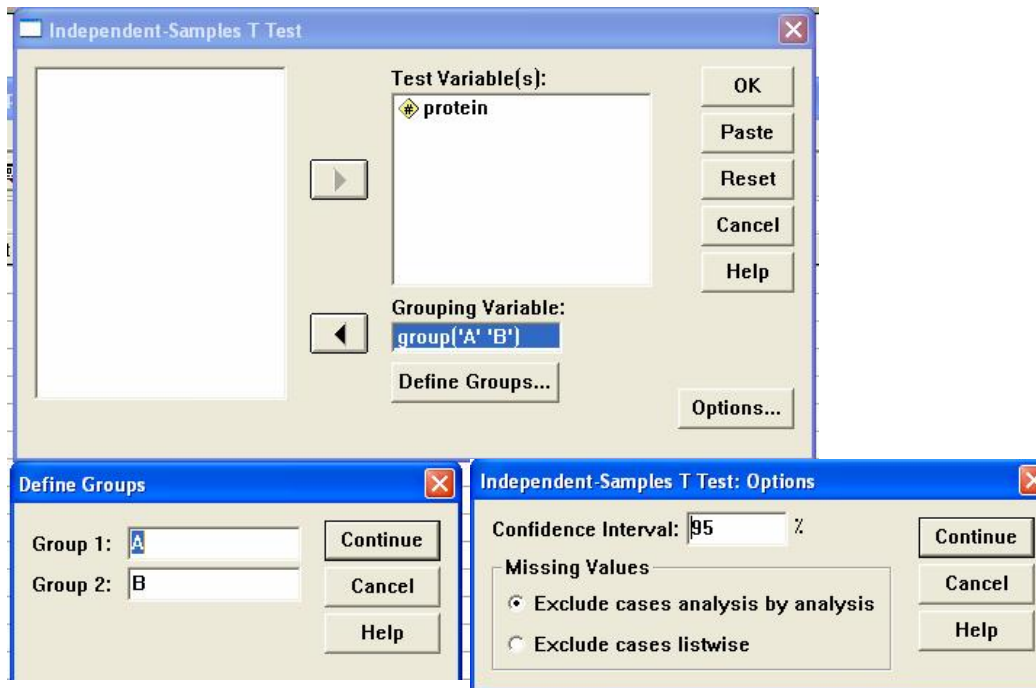 Independent-Samples T Test
Test Variable(s):
# protein
OK
Paste
Reset
Cancel
Help
Grouping Variable:
group('A' 'B')
Define Groups...
Options...
Define Groups
Group 1: A
Group 2: B
Continue
Cancel
Help
Independent-Samples T Test: Options
Confidence Interval: 95 %
Missing Values
Exclude cases analysis by analysis
Exclude cases listwise
Continue
Cancel
Help